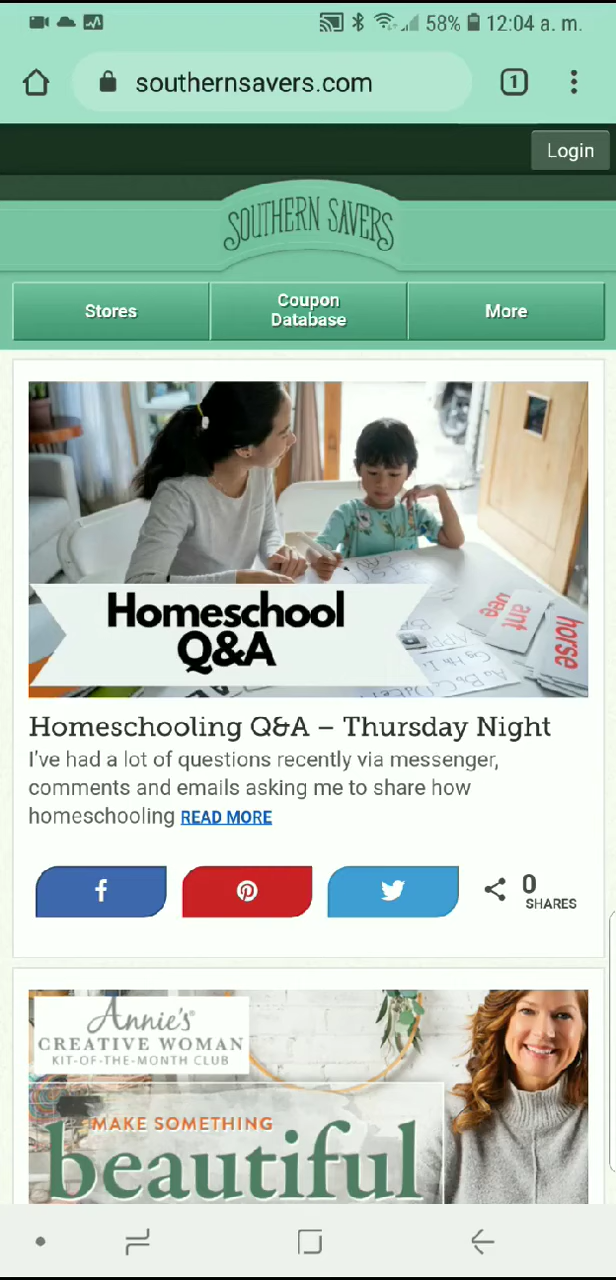 58% 12:04 a. m.
southernsavers.com
1
Login
SOUTHERN SAVERS
Stores
Coupon
Database
More
Homeschool
Q&A
vee
ant
horse
Homeschooling Q&A – Thursday Night
I've had a lot of questions recently via messenger,
comments and emails asking me to share how
homeschooling READ MORE
0
SHARES
Annie's
CREATIVE WOMAN
KIT-OF-THE-MONTH CLUB
MAKE SOMETHING
beautiful